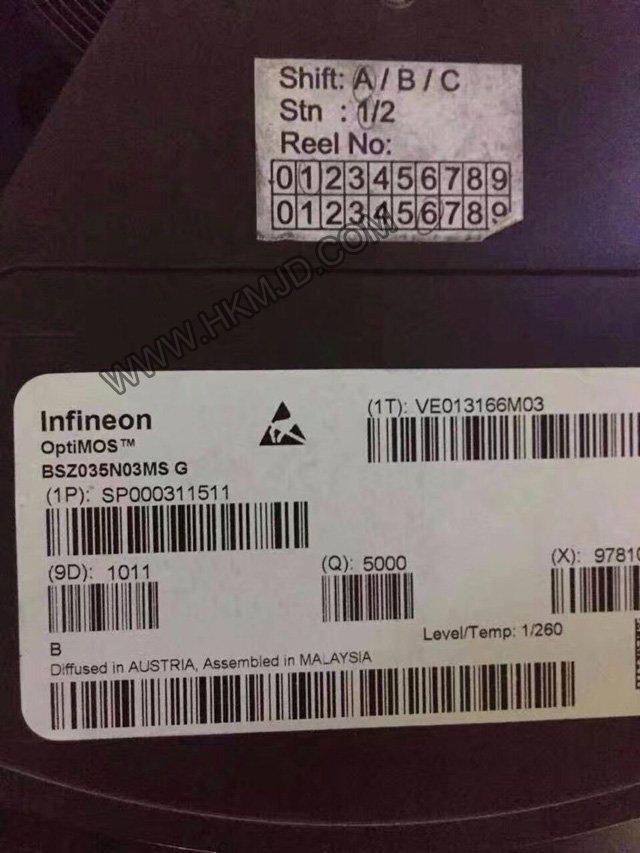 Shift: A / B / C
Stn : 1/2
Reel No:
0 1 2 3 4 5 6 7 8 9
0 1 2 3 4 5 6 7 8 9
WWW.HKMJD.COM
Infineon
OptiMOS™
BSZ035N03MS G
(1P): SP000311511
(1T): VE013166M03
(9D): 1011
(Q): 5000
(X): 9781
B
Level/Temp: 1/260
Diffused in AUSTRIA, Assembled in MALAYSIA